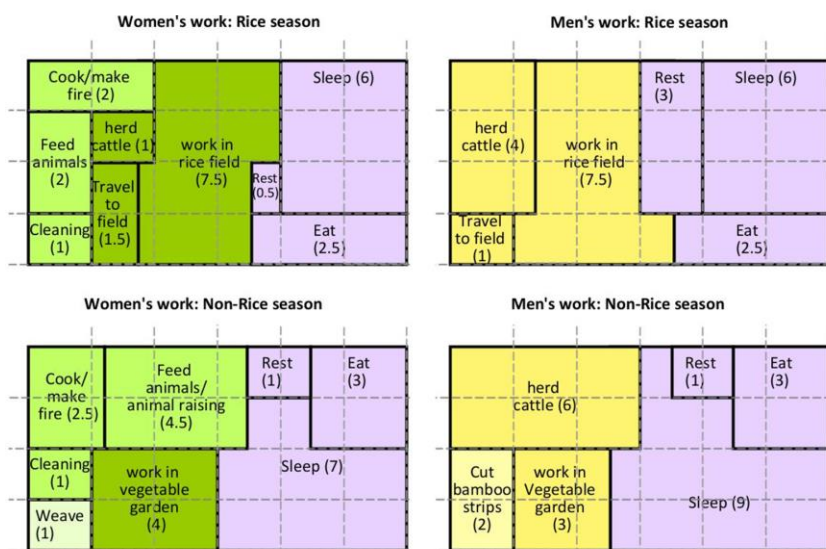 Women's work: Rice season
Cook/make
fire (2)
herd
cattle (1)
Feed
animals
(2)
Travel
to
field
(1.5)
Cleaning
(1)
work in
rice field
(7.5)
Rest
(0.5)
Sleep (6)
Eat
(2.5)
Men's work: Rice season
herd
cattle (4)
Travel
to field
(1)
work in
rice field
(7.5)
Rest
(3)
Sleep (6)
Eat
(2.5)
Women's work: Non-Rice season
Cook/
make
fire (2.5)
Feed
animals/
animal raising
(4.5)
Rest
(1)
Eat
(3)
Cleaning
(1)
Weave
(1)
work in
vegetable
garden
(4)
Sleep (7)
Men's work: Non-Rice season
herd
cattle (6)
Rest
(1)
Eat
(3)
Cut
bamboo
strips
(2)
work in
Vegetable
garden
(3)
Sleep (9)